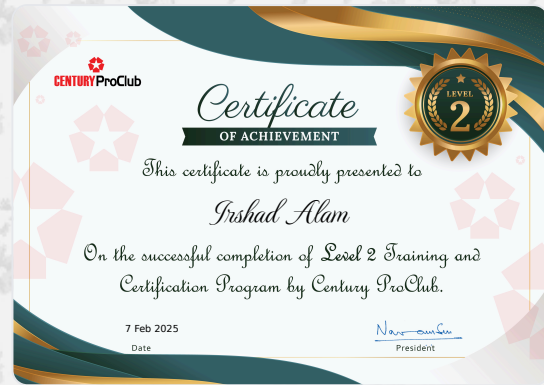 CENTURY ProClub
LEVEL
2
Certificate
OF ACHIEVEMENT
This certificate is proudly presented to
Irshad Alam
On the successful completion of Level 2 Training and
Certification Program by Century ProClub.
7 Feb 2025
Date
President